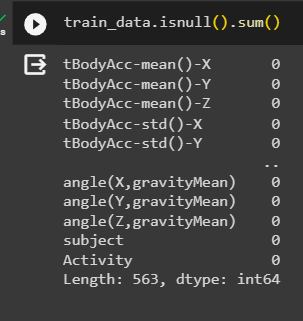 s
train_data.isnull().sum()
tBodyAcc-mean()-X 0
tBodyAcc-mean()-Y 0
tBodyAcc-mean()-Z 0
tBodyAcc-std()-X 0
tBodyAcc-std()-Y 0
..
angle(X,gravityMean) 0
angle(Y,gravityMean) 0
angle(Z,gravityMean) 0
subject 0
Activity 0
Length: 563, dtype: int64